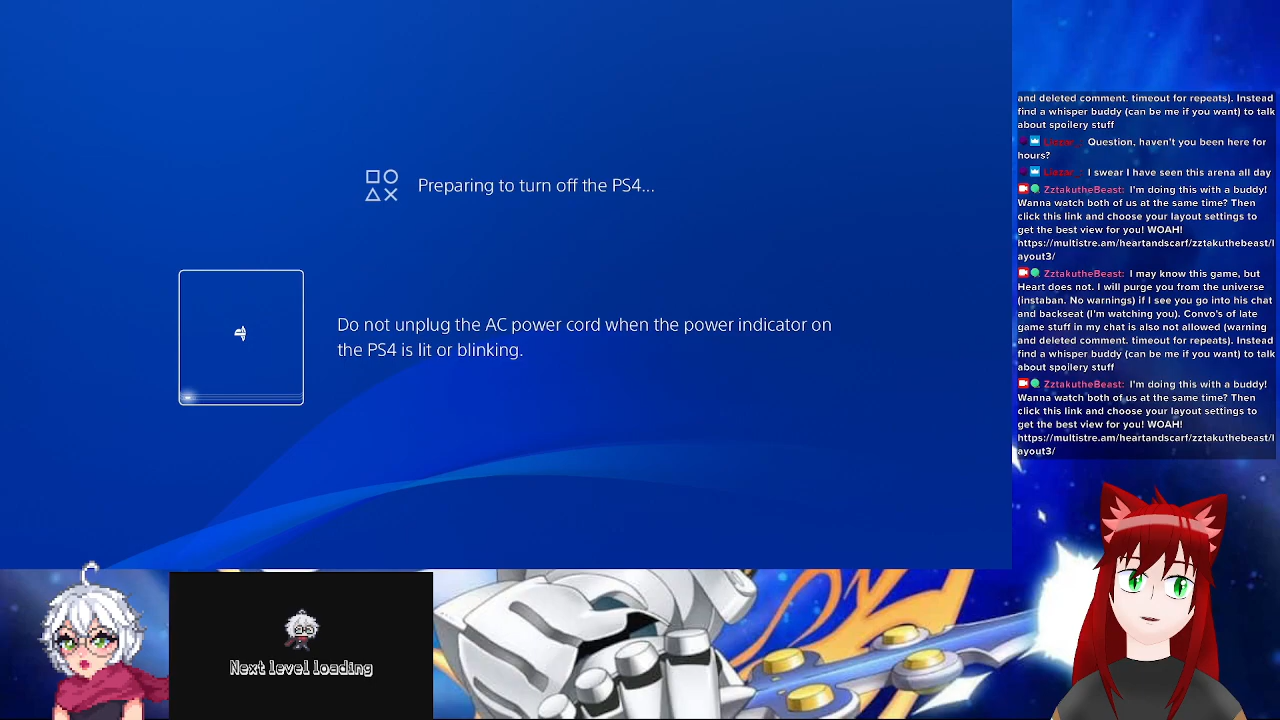 Preparing to turn off the PS4...
Do not unplug the AC power cord when the power indicator on
the PS4 is lit or blinking.
and deleted comment. timeout for repeats). Instead
find a whisper buddy (can be me if you want) to talk
about spoilery stuff
Question, haven't you been here for
hours?
I swear I have seen this arena all day
ZztakutheBeast: I'm doing this with a buddy!
Wanna watch both of us at the same time? Then
click this link and choose your layout settings to
get the best view for you! WOAH!
https://multistre.am/heartandscarf/zztakuthebeast/l
ayout3/
ZztakutheBeast: I may know this game, but
Heart does not. I will purge you from the universe
(instaban. No warnings) if I see you go into his chat
and backseat (I'm watching you). Convo's of late
game stuff in my chat is also not allowed (warning
and deleted comment. timeout for repeats). Instead
find a whisper buddy (can be me if you want) to talk
about spoilery stuff
ZztakutheBeast: I'm doing this with a buddy!
Wanna watch both of us at the same time? Then
click this link and choose your layout settings to
get the best view for you! WOAH!
https://multistre.am/heartandscarf/zztakuthebeast/l
ayout3/
Next level loading